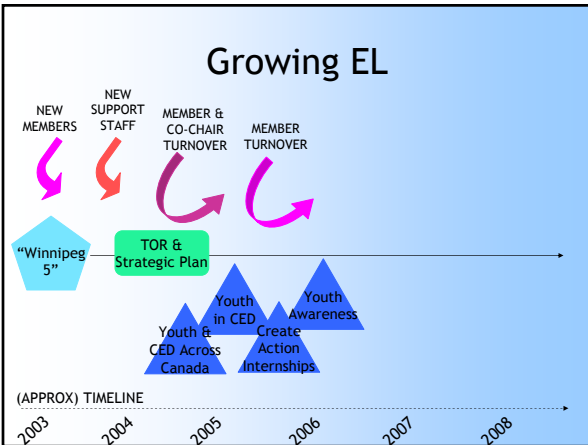 Growing EL
NEW
MEMBERS
NEW
SUPPORT
STAFF
MEMBER &
CO-CHAIR
TURNOVER
MEMBER
TURNOVER
“Winnipeg
5”
TOR &
Strategic Plan
Youth &
CED Across
Canada
Youth
in CED
Create
Action
Internships
Youth
Awareness
(APPROX) TIMELINE
2003
2004
2005
2006
2007
2008